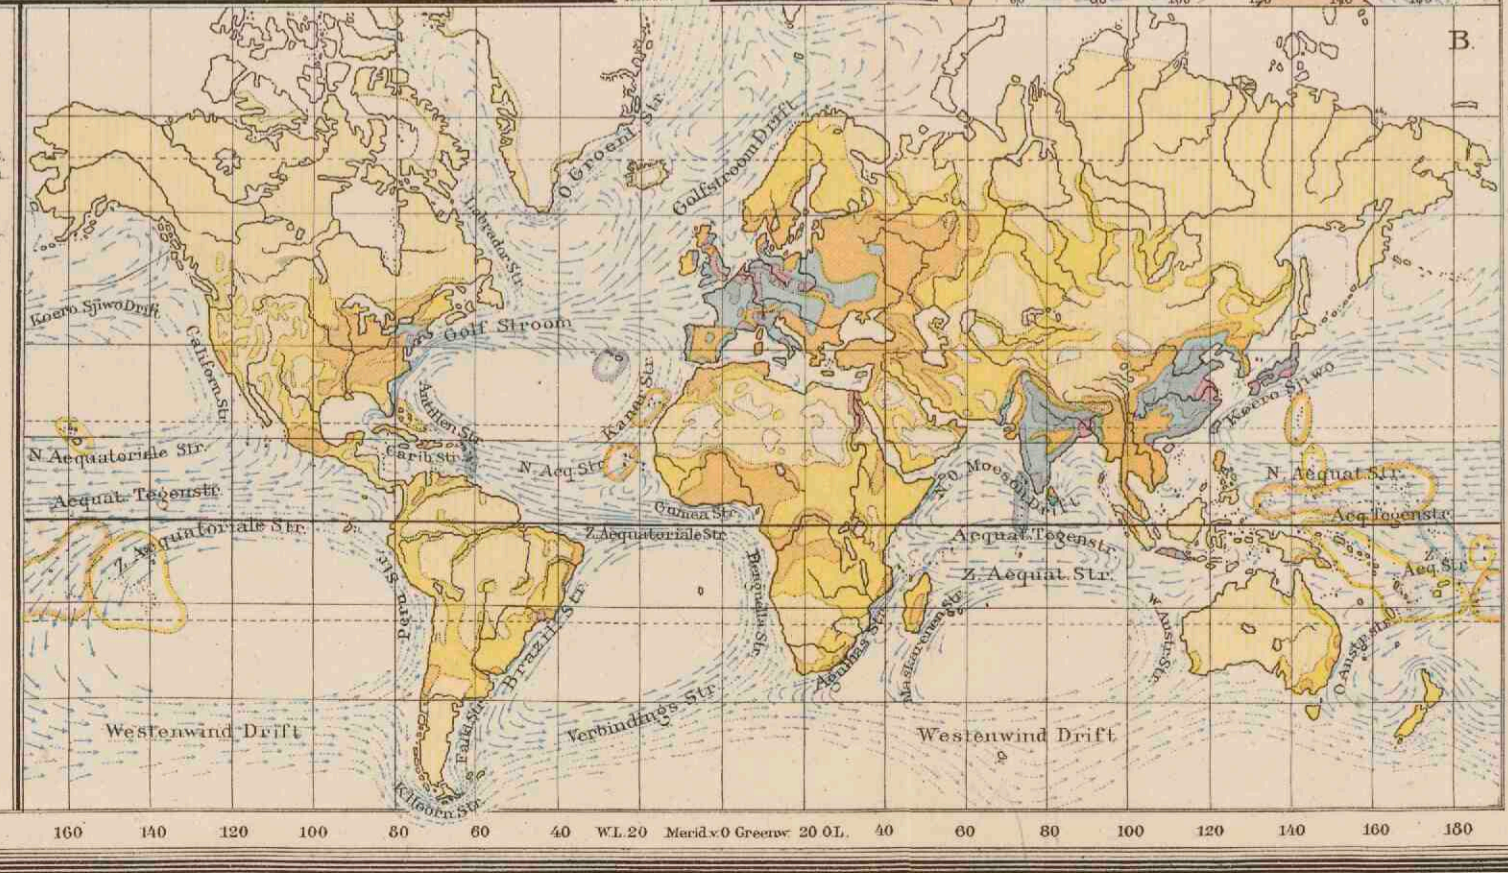 B.
O. Groenl. Str.
Golfstroom Drift
Labrador Str.
Koero Sjiwo Drift
Californ. Str.
Golf Stroom
Antillen Str.
Carib. Str.
Kanar. Str.
N. Aequatoriale Str.
N. Aeq. Str.
Aequat. Tegenstr.
Z. Aequatoriale Str.
Guinea Str.
Z. Aequatoriale Str.
Koero Sjiwo
N. Aequat. Str.
N.O. Moeson Drift
Aeq. Tegenstr.
Aequat. Tegenstr.
Z. Aequat. Str.
Z. Aeq. Str.
Peru Str.
Brazil. Str.
Benguella Str.
Agulhas Str.
Maskarenen Str.
W. Austr. Str.
O. Austr. Str.
Westenwind Drift
Falkl. Str.
Verbindings Str.
Westenwind Drift
K. Hoorn Str.
160 140 120 100 80 60 40 W.L. 20 Merid. v. 0 Greenw. 20 O.L. 40 60 80 100 120 140 160 180